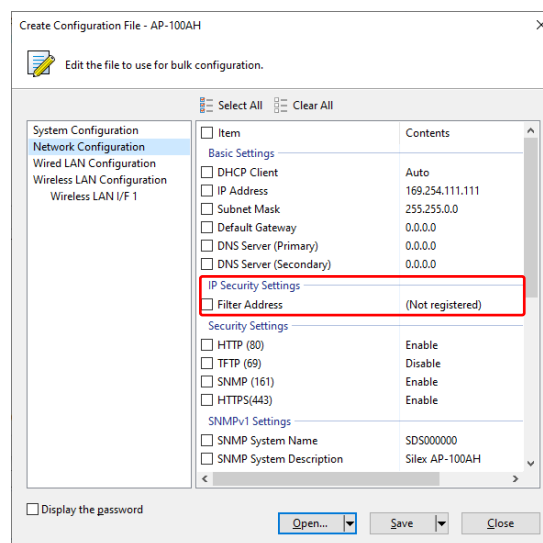 Create Configuration File - AP-100AH
Edit the file to use for bulk configuration.
Select All Clear All
System Configuration
Network Configuration
Wired LAN Configuration
Wireless LAN Configuration
Wireless LAN I/F 1
Item Contents
Basic Settings
DHCP Client Auto
IP Address 169.254.111.111
Subnet Mask 255.255.0.0
Default Gateway 0.0.0.0
DNS Server (Primary) 0.0.0.0
DNS Server (Secondary) 0.0.0.0
IP Security Settings
Filter Address (Not registered)
Security Settings
HTTP (80) Enable
TFTP (69) Disable
SNMP (161) Enable
HTTPS(443) Enable
SNMPv1 Settings
SNMP System Name SDS000000
SNMP System Description Silex AP-100AH
Display the password
Open... Save Close